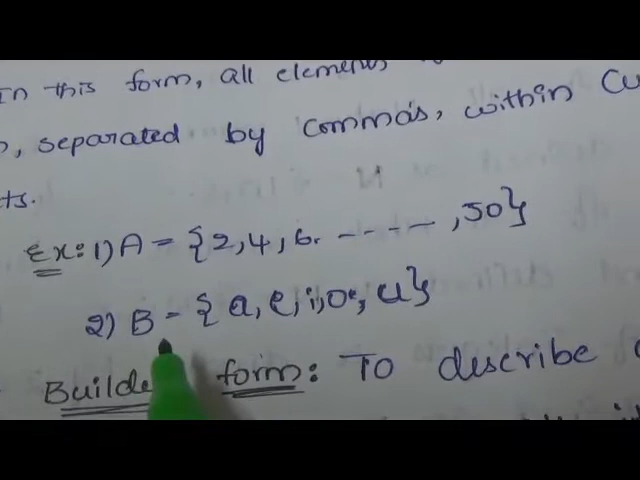 In this form, all elements
, separated by commas, within
ts.
Ex: 1) A = {2, 4, 6. - - - - -, 50}
2) B = {a, e, i, o, u}
Builde form: To describe